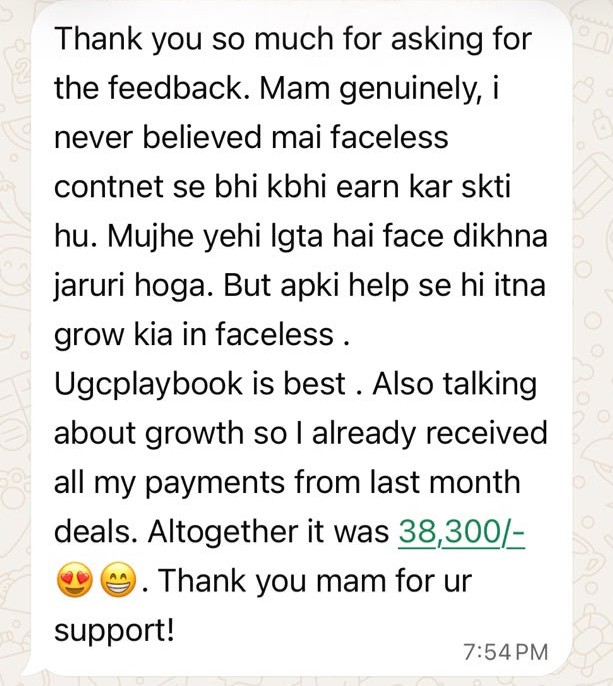 Thank you so much for asking for
the feedback. Mam genuinely, i
never believed mai faceless
contnet se bhi kbhi earn kar skti
hu. Mujhe yehi lgta hai face dikhna
jaruri hoga. But apki help se hi itna
grow kia in faceless .
Ugcplaybook is best . Also talking
about growth so I already received
all my payments from last month
deals. Altogether it was 38,300/-
😍😁. Thank you mam for ur
support!
7:54 PM